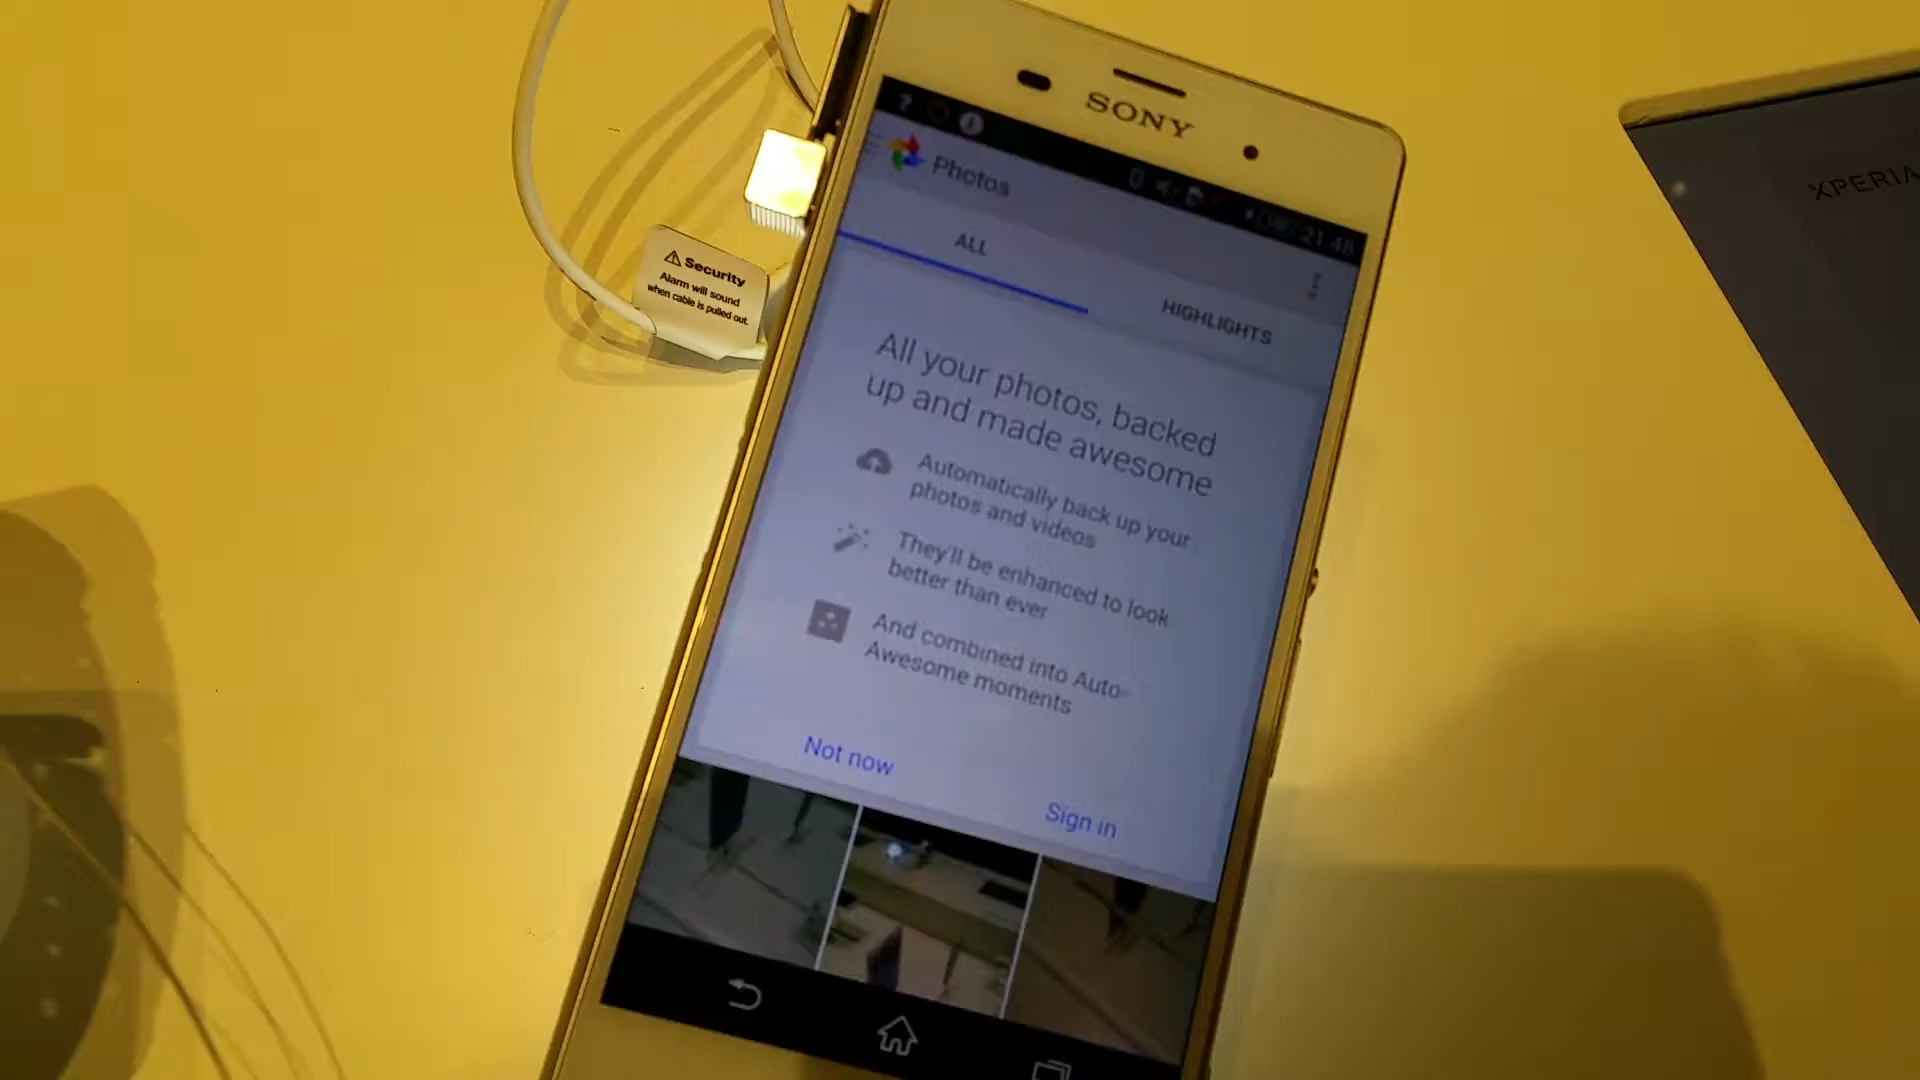 SONY
21:48
Photos
ALL
HIGHLIGHTS
XPERIA
Security
Alarm will sound
when cable is pulled out.
All your photos, backed
up and made awesome
Automatically back up your
photos and videos
They'll be enhanced to look
better than ever
And combined into Auto-
Awesome moments
Not now
Sign in